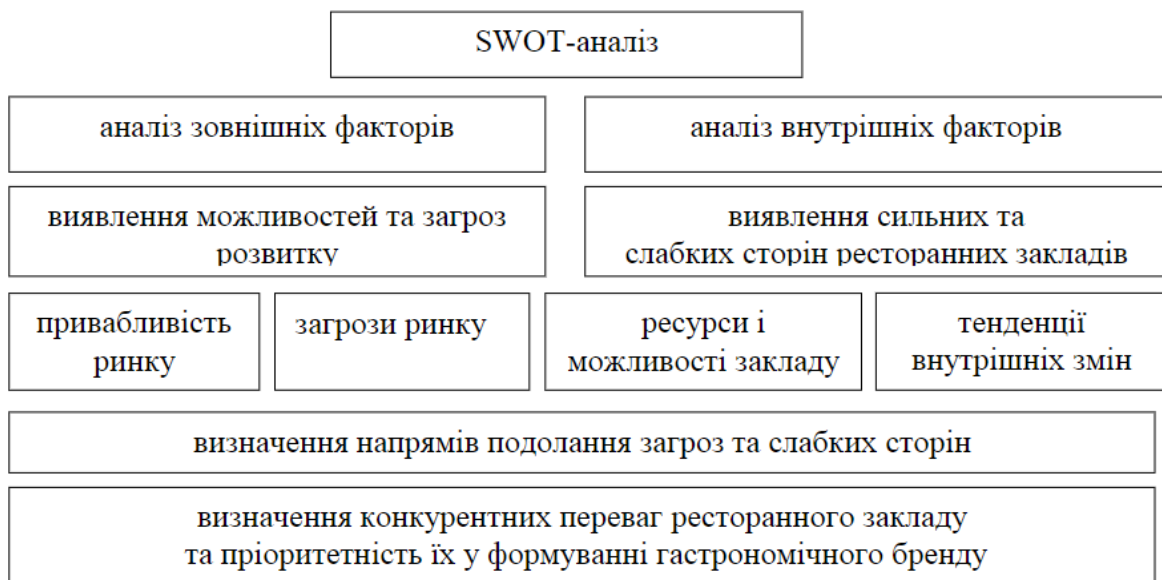 SWOT-аналіз
аналіз зовнішніх факторів
аналіз внутрішніх факторів
виявлення можливостей та загроз
розвитку
виявлення сильних та
слабких сторін ресторанних закладів
привабливість
ринку
загрози ринку
ресурси і
можливості закладу
тенденції
внутрішніх змін
визначення напрямів подолання загроз та слабких сторін
визначення конкурентних переваг ресторанного закладу
та пріоритетність їх у формуванні гастрономічного бренду